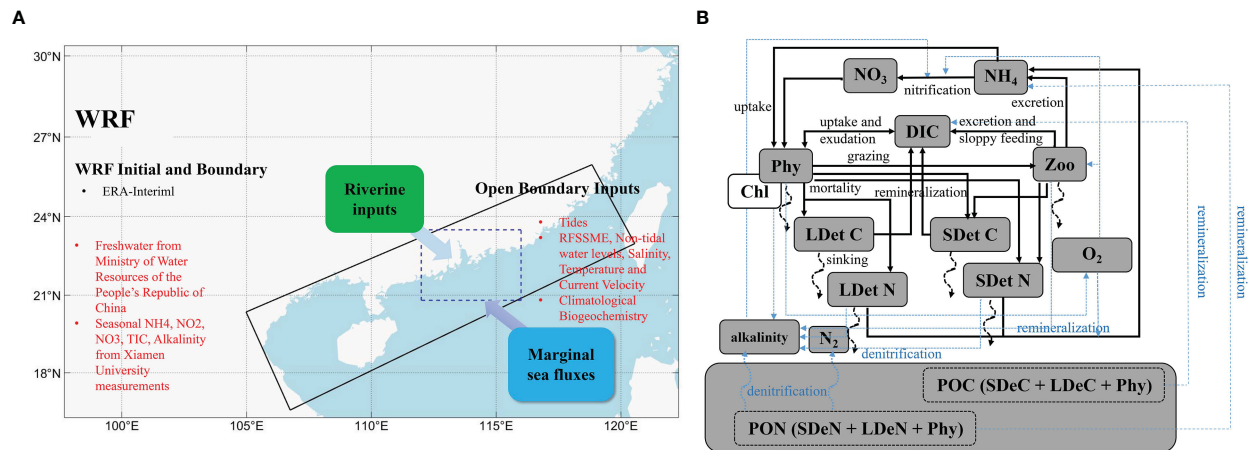 A
30°N
27°N
24°N
21°N
18°N
100°E
105°E
110°E
115°E
120°E
WRF
WRF Initial and Boundary
• ERA-Interiml
• Freshwater from
Ministry of Water
Resources of the
People's Republic of
China
• Seasonal NH4, NO2,
NO3, TIC, Alkalinity
from Xiamen
University
measurements
Riverine
inputs
Open Boundary Inputs
• Tides
• RFSSME, Non-tidal
water levels, Salinity,
Temperature and
Current Velocity
• Climatological
Biogeochemistry
Marginal
sea fluxes
B
NO3
NH4
nitrification
uptake
excretion
uptake and
exudation
DIC
excretion and
sloppy feeding
Phy
grazing
Zoo
Chl
mortality
remineralization
LDet C
SDet C
sinking
O2
LDet N
SDet N
alkalinity
N2
remineralization
denitrification
remineralization
remineralization
denitrification
POC (SDeC + LDeC + Phy)
PON (SDeN + LDeN + Phy)